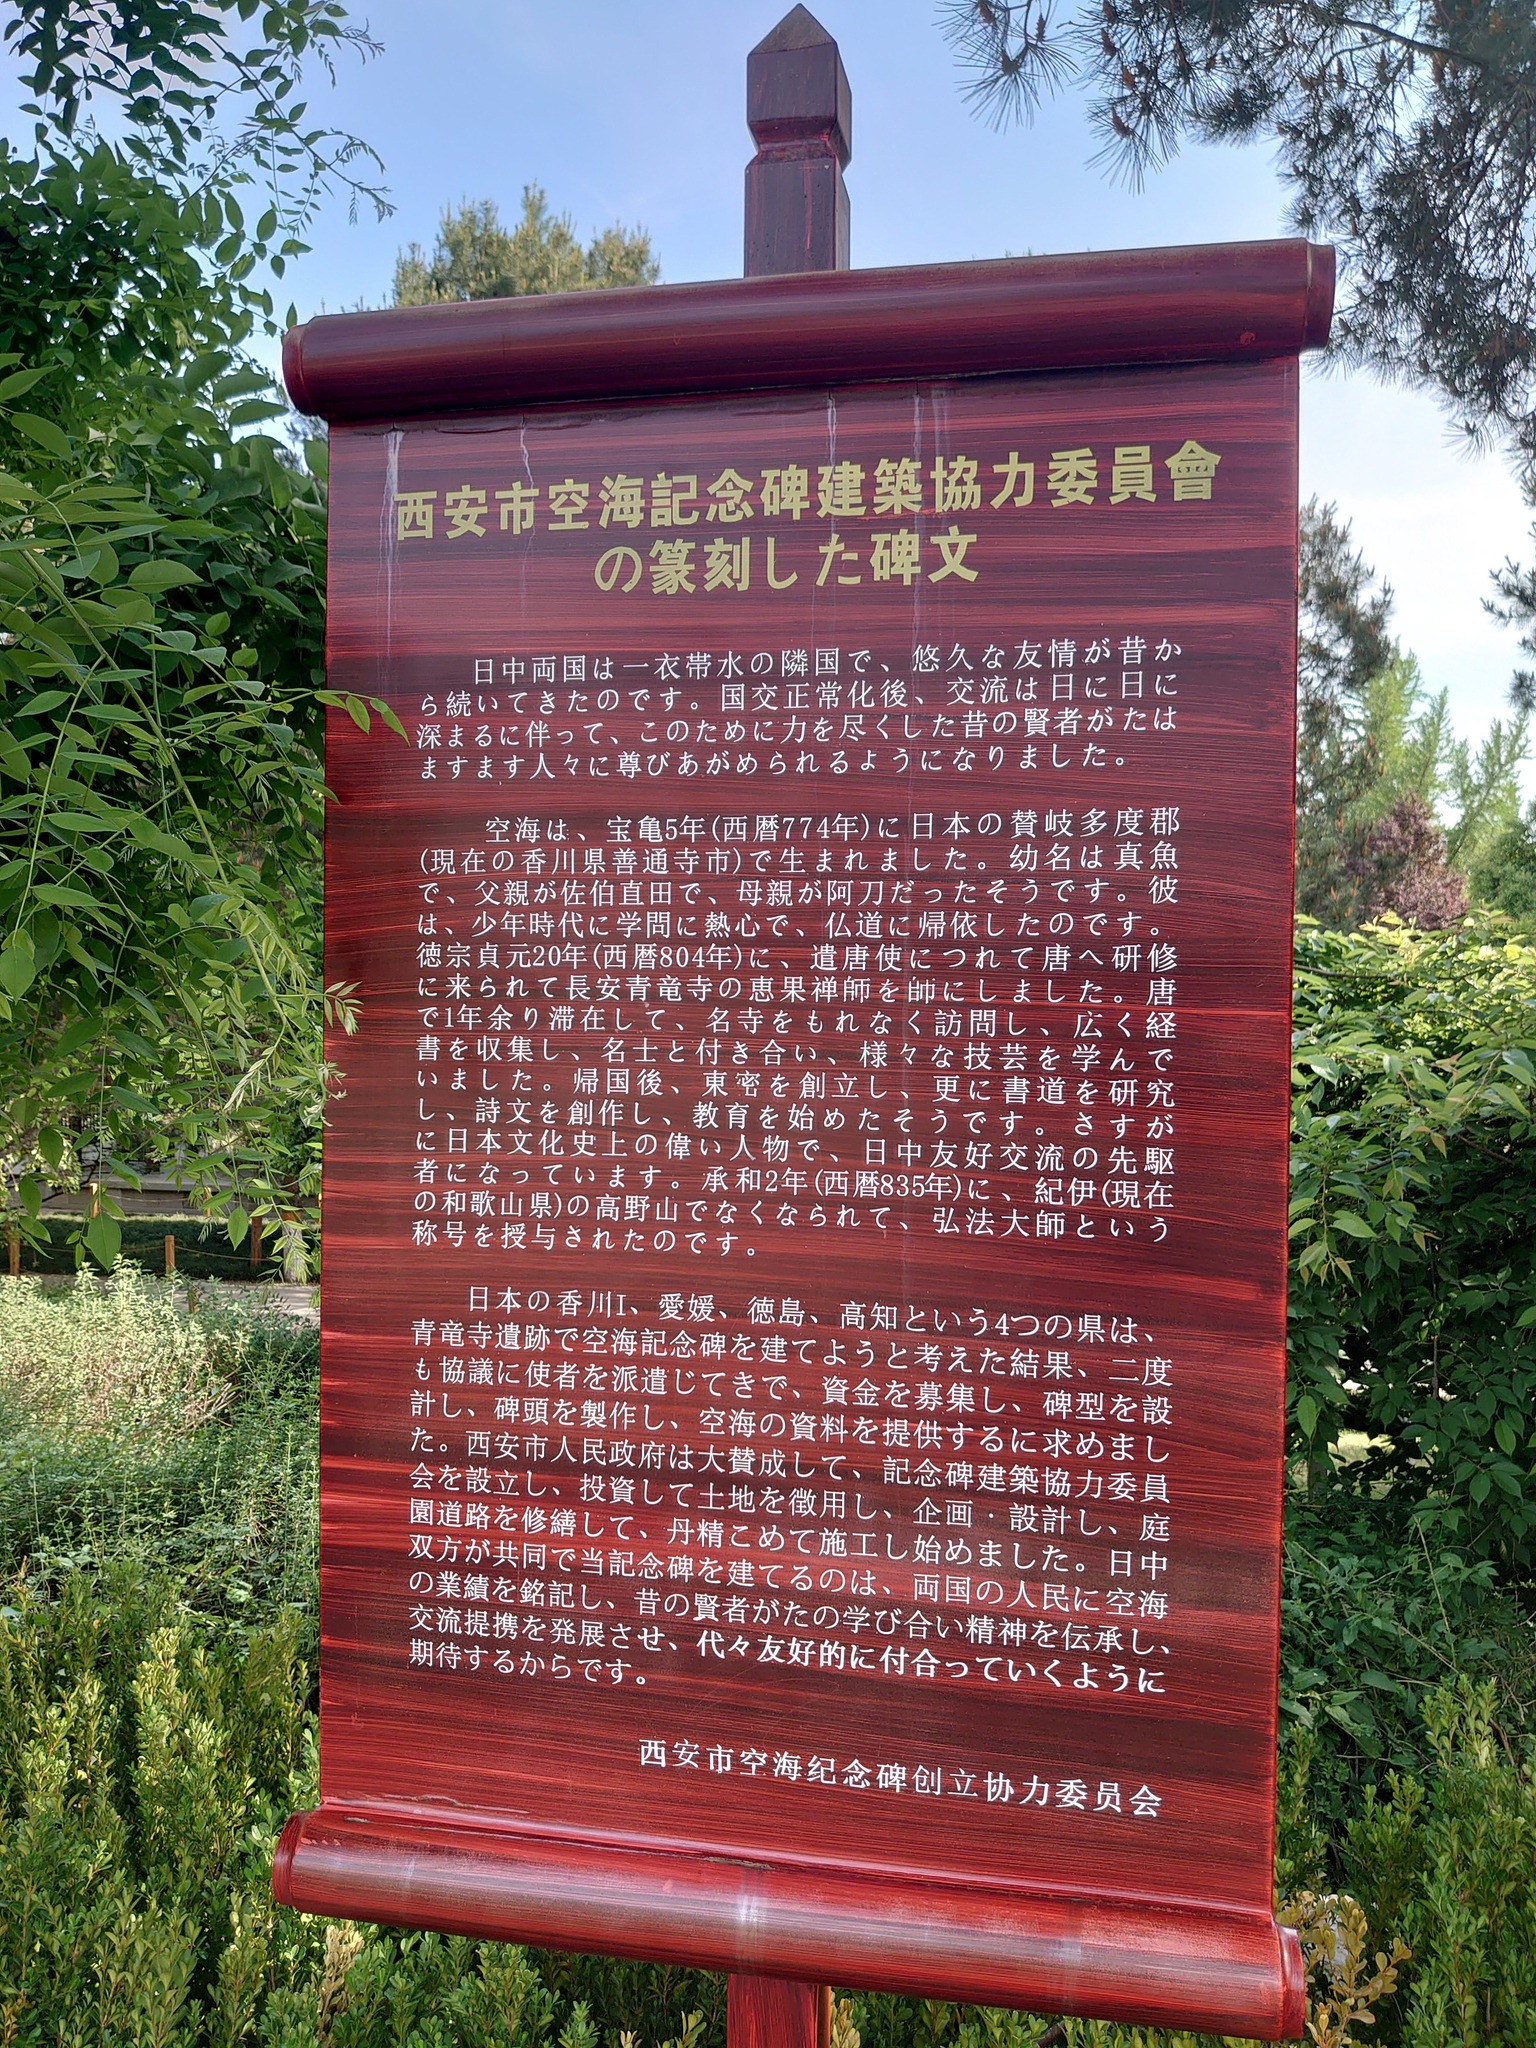 西安市空海記念碑建築協力委員會
の篆刻した碑文
日中両国は一衣帯水の隣国で、悠久な友情が昔か
ら続いてきたのです。国交正常化後、交流は日に日に
深まるに伴って、このために力を尽くした昔の賢者がたは
ますます人々に尊びあがめられるようになりました。
空海は、宝亀5年(西暦774年)に日本の賛岐多度郡
(現在の香川県善通寺市)で生まれました。幼名は真魚
で、父親が佐伯直田で、母親が阿刀だったそうです。彼
は、少年時代に学問に熱心で、仏道に帰依したのです。
徳宗貞元20年(西暦804年)に、遣唐使につれて唐へ研修
に来られて長安青竜寺の恵果禅師を師にしました。唐
で1年余り滞在して、名寺をもれなく訪問し、広く経
書を収集し、名士と付き合い、様々な技芸を学んで
いました。帰国後、東密を創立し、更に書道を研究
し、詩文を創作し、教育を始めたそうです。さすが
に日本文化史上の偉い人物で、日中友好交流の先駆
者になっています。承和2年(西暦835年)に、紀伊(現在
の和歌山県)の高野山でなくなられて、弘法大師という
称号を授与されたのです。
日本の香川I、愛媛、徳島、高知という4つの県は、
青竜寺遺跡で空海記念碑を建てようと考えた結果、二度
も協議に使者を派遣じてきで、資金を募集し、碑型を設
計し、碑頭を製作し、空海の資料を提供するに求めまし
た。西安市人民政府は大賛成して、記念碑建築協力委員
会を設立し、投資して土地を徴用し、企画・設計し、庭
園道路を修繕して、丹精こめて施工し始めました。日中
双方が共同で当記念碑を建てるのは、両国の人民に空海
の業績を銘記し、昔の賢者がたの学び合い精神を伝承し、
交流提携を発展させ、代々友好的に付合っていくように
期待するからです。
西安市空海纪念碑创立协力委员会